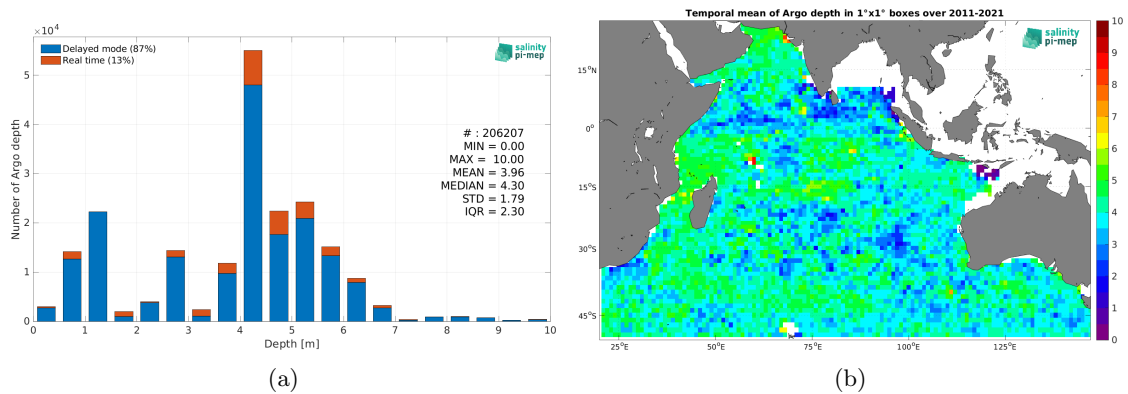 ×10⁴
Delayed mode (87%)
Real time (13%)
salinity
pi-mep
# : 206207
MIN = 0.00
MAX = 10.00
MEAN = 3.96
MEDIAN = 4.30
STD = 1.79
IQR = 2.30
Number of Argo depth
5
4
3
2
1
0
0 1 2 3 4 5 6 7 8 9 10
Depth [m]
(a)
Temporal mean of Argo depth in 1°x1° boxes over 2011-2021
salinity
pi-mep
15°N
0°
15°S
30°S
45°S
25°E 50°E 75°E 100°E 125°E
10
9
8
7
6
5
4
3
2
1
0
(b)